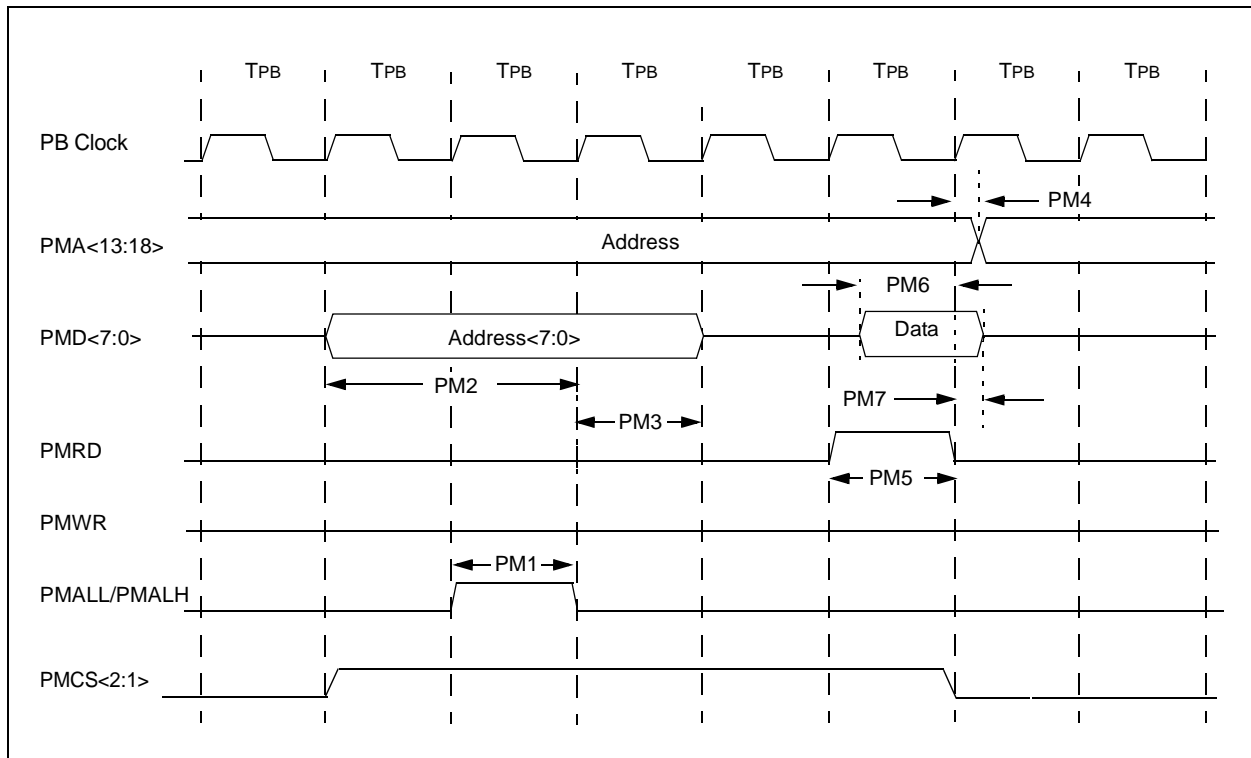 TPB TPB TPB TPB TPB TPB TPB TPB
PB Clock
PM4
PMA<13:18>
Address
PM6
PMD<7:0>
Address<7:0>
Data
PM2
PM7
PM3
PMRD
PM5
PMWR
PM1
PMALL/PMALH
PMCS<2:1>